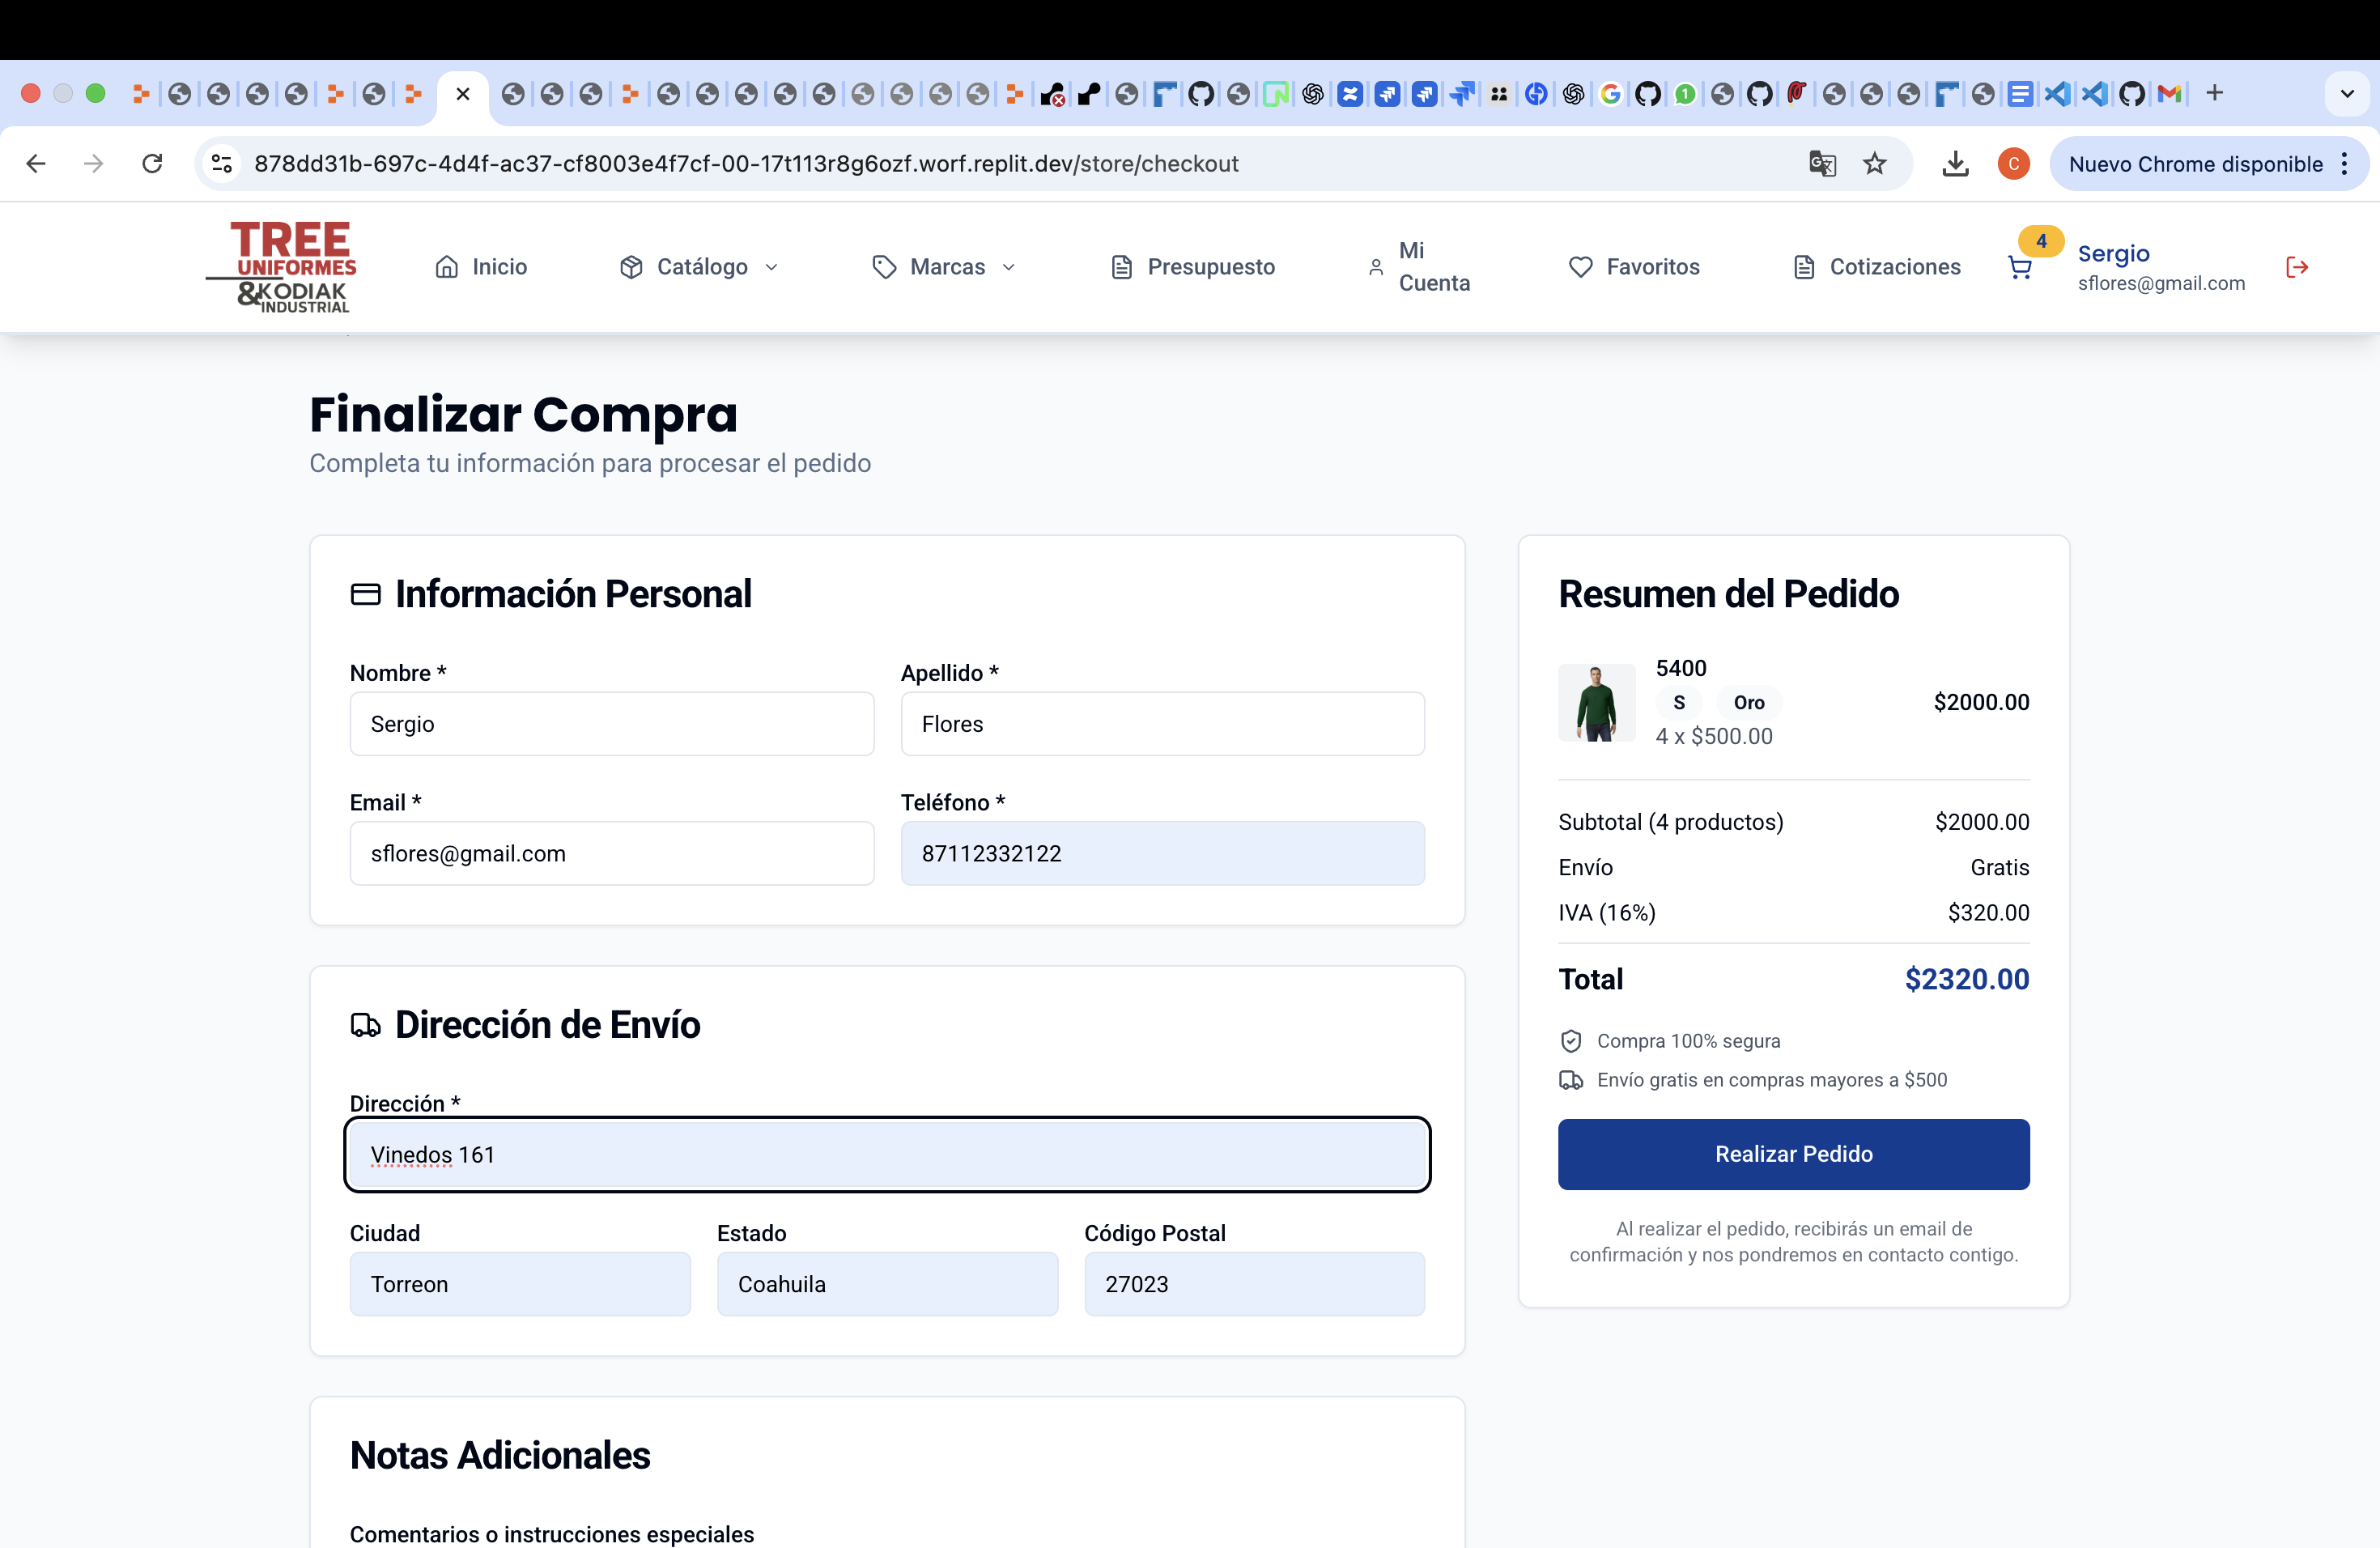 878dd31b-697c-4d4f-ac37-cf8003e4f7cf-00-17t113r8g6ozf.worf.replit.dev/store/checkout
C
Nuevo Chrome disponible
1
TREE
UNIFORMES
&KODIAK
INDUSTRIAL
Inicio
Catálogo
Marcas
Presupuesto
Mi
Cuenta
Favoritos
Cotizaciones
4
Sergio
sflores@gmail.com
Finalizar Compra
Completa tu información para procesar el pedido
Información Personal
Nombre *
Apellido *
Sergio
Flores
Email *
Teléfono *
sflores@gmail.com
87112332122
Dirección de Envío
Dirección *
Vinedos 161
Ciudad
Estado
Código Postal
Torreon
Coahuila
27023
Notas Adicionales
Comentarios o instrucciones especiales
Resumen del Pedido
5400
S
Oro
$2000.00
4 x $500.00
Subtotal (4 productos)
$2000.00
Envío
Gratis
IVA (16%)
$320.00
Total
$2320.00
Compra 100% segura
Envío gratis en compras mayores a $500
Realizar Pedido
Al realizar el pedido, recibirás un email de
confirmación y nos pondremos en contacto contigo.